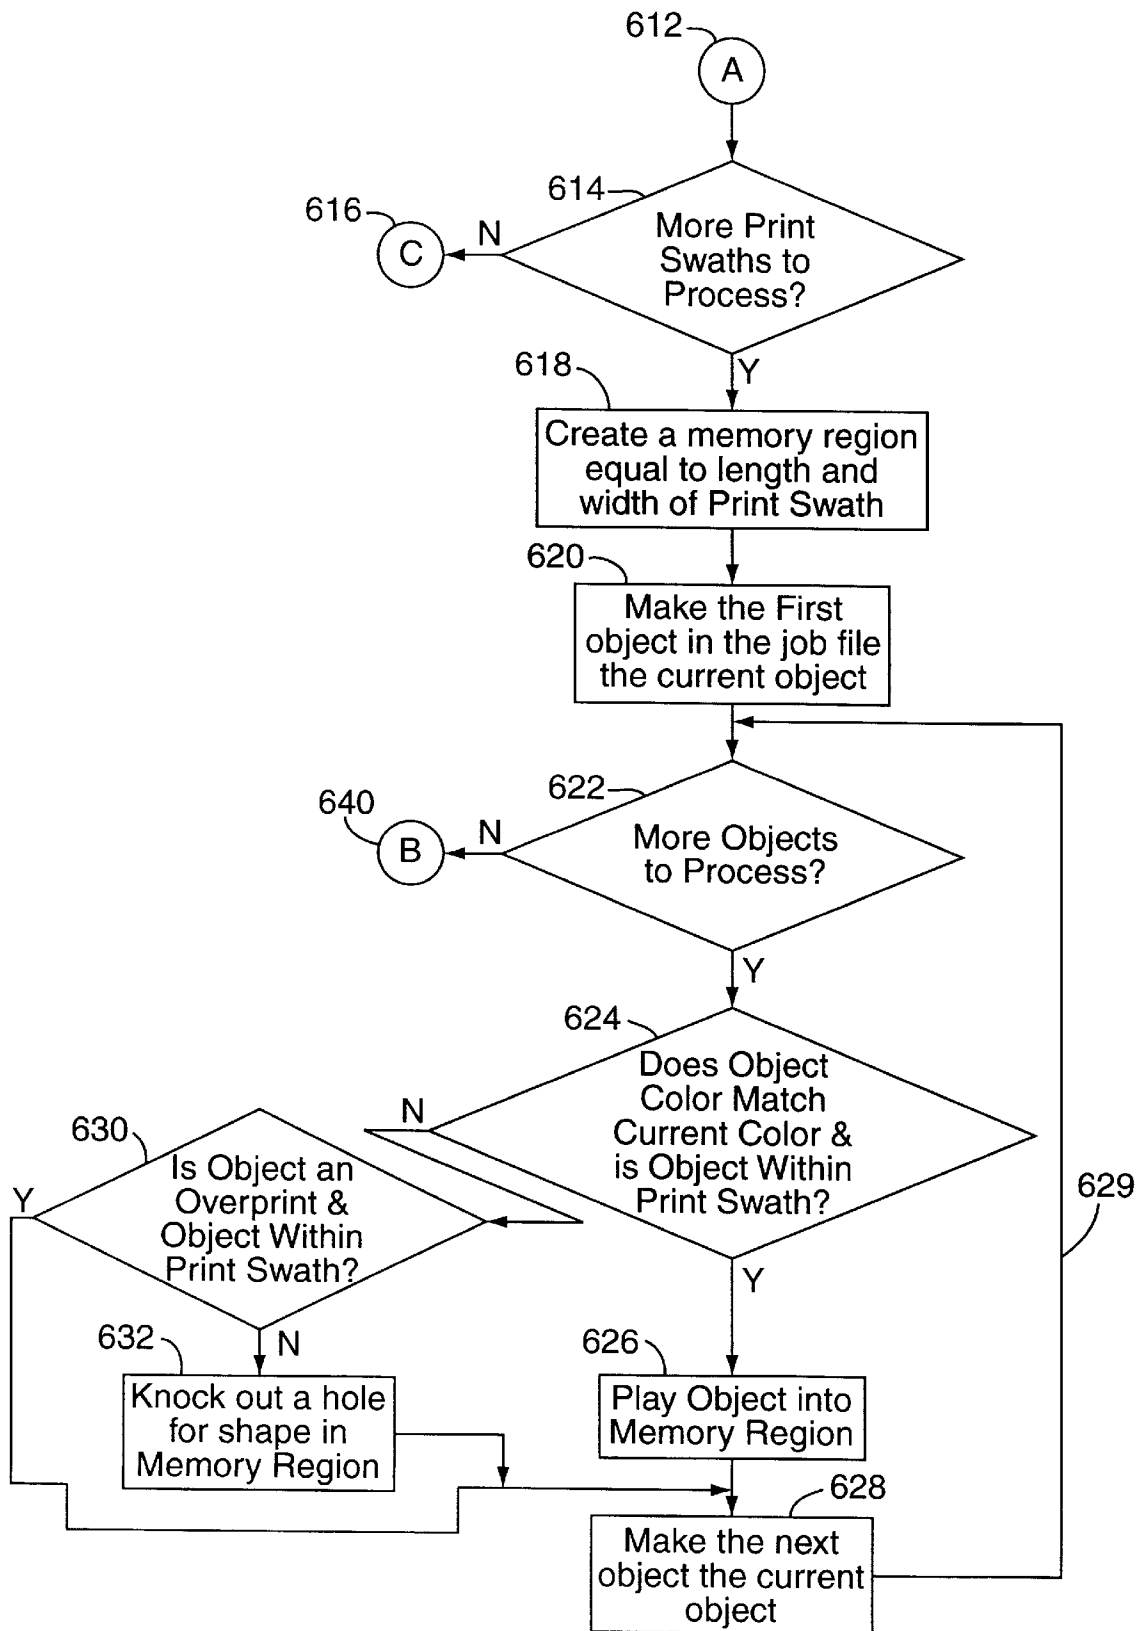 612
A
614
616
N
C
More Print
Swaths to
Process?
Y
618
Create a memory region
equal to length and
width of Print Swath
620
Make the First
object in the job file
the current object
622
640
N
B
More Objects
to Process?
Y
624
Does Object
Color Match
Current Color &
is Object Within
Print Swath?
N
630
Is Object an
Overprint &
Object Within
Print Swath?
Y
629
Y
632
N
Knock out a hole
for shape in
Memory Region
626
Play Object into
Memory Region
628
Make the next
object the current
object